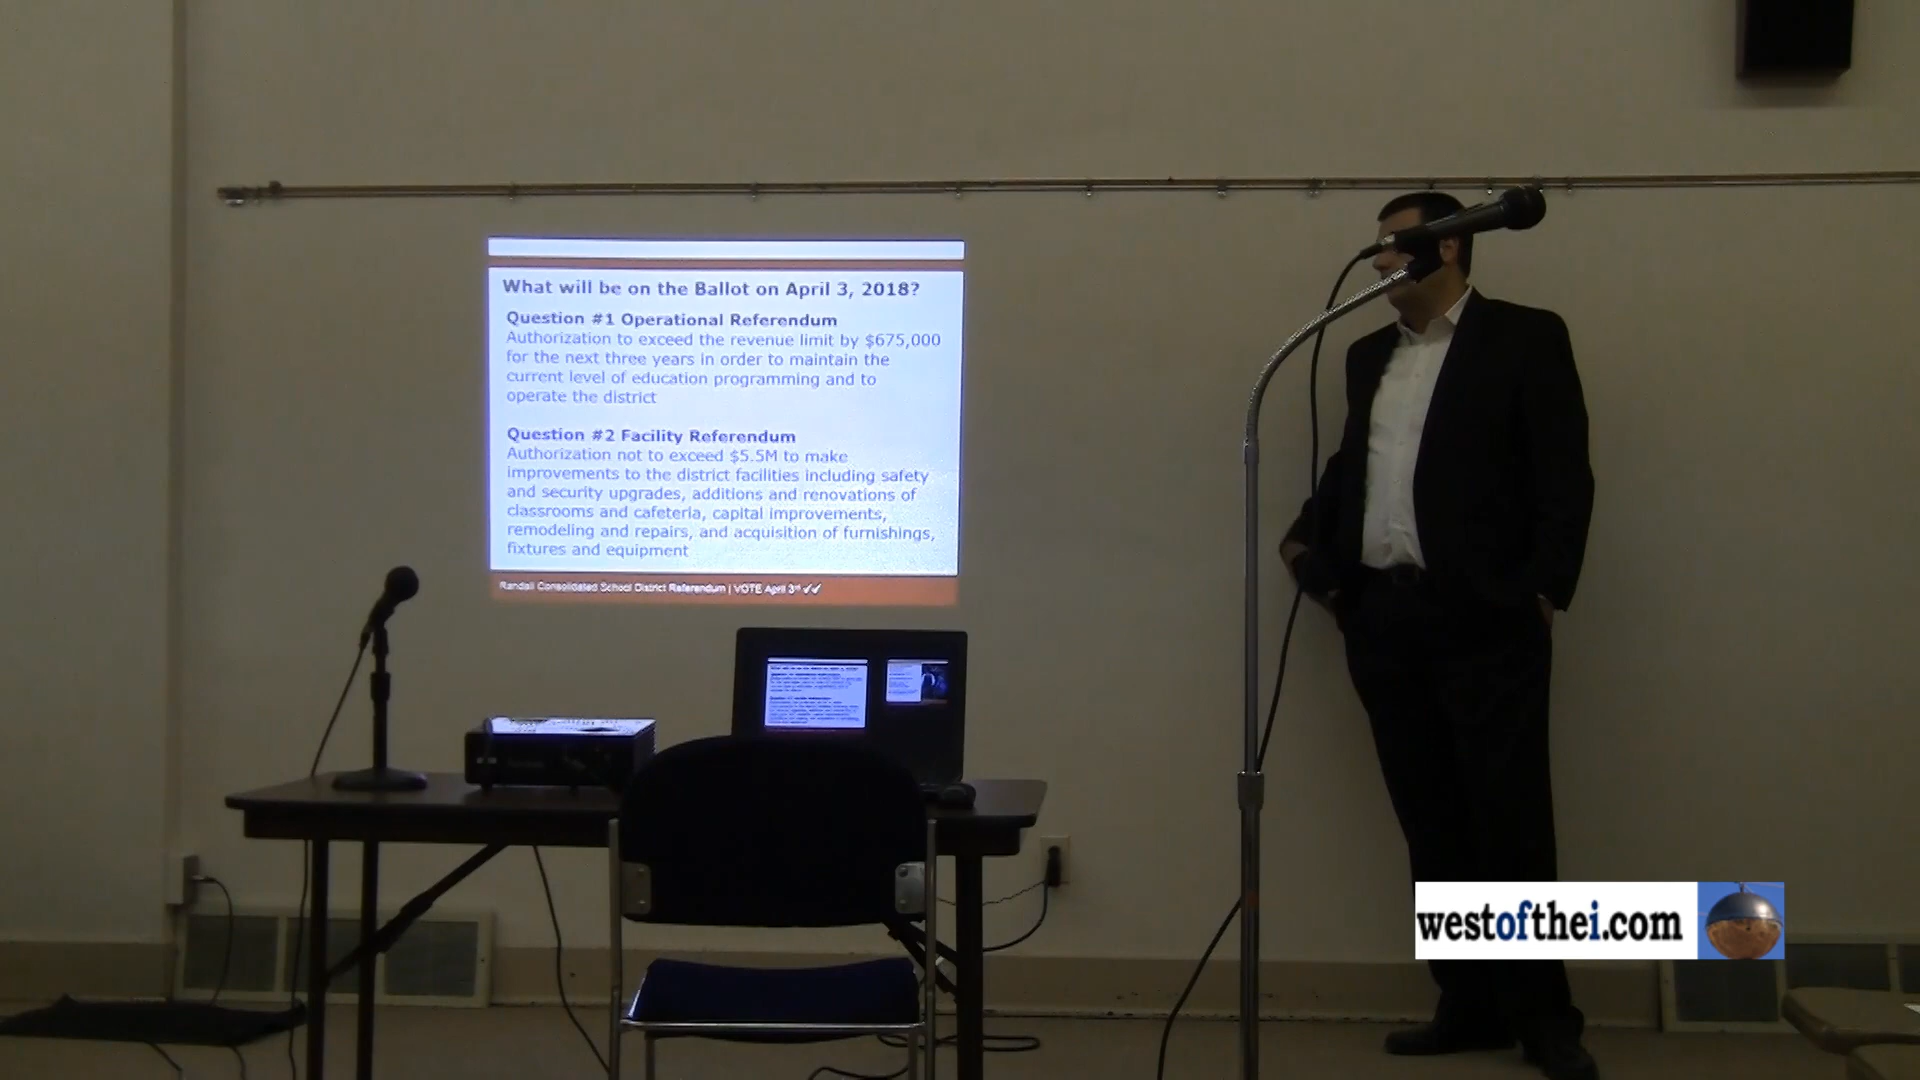 What will be on the Ballot on April 3, 2018?
Question #1 Operational Referendum
Authorization to exceed the revenue limit by $675,000
for the next three years in order to maintain the
current level of education programming and to
operate the district
Question #2 Facility Referendum
Authorization not to exceed $5.5M to make
improvements to the district facilities including safety
and security upgrades, additions and renovations of
classrooms and cafeteria, capital improvements,
remodeling and repairs, and acquisition of furnishings,
fixtures and equipment
Randall Consolidated School District Referendum | VOTE April 3rd ✓✓
westofthei.com